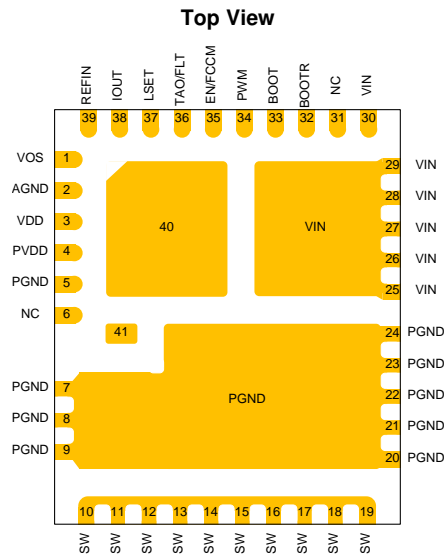 Top View
REFIN IOUT LSET TAO/FLT EN/FCCM PWM BOOT BOOTR NC VIN
39 38 37 36 35 34 33 32 31 30
VOS 1 29 VIN
AGND 2 28 VIN
VDD 3 40 VIN 27 VIN
PVDD 4 26 VIN
PGND 5 25 VIN
NC 6
41 24 PGND
23 PGND
PGND 7 22 PGND
PGND 8 PGND 21 PGND
PGND 9 20 PGND
10 11 12 13 14 15 16 17 18 19
SW SW SW SW SW SW SW SW SW SW